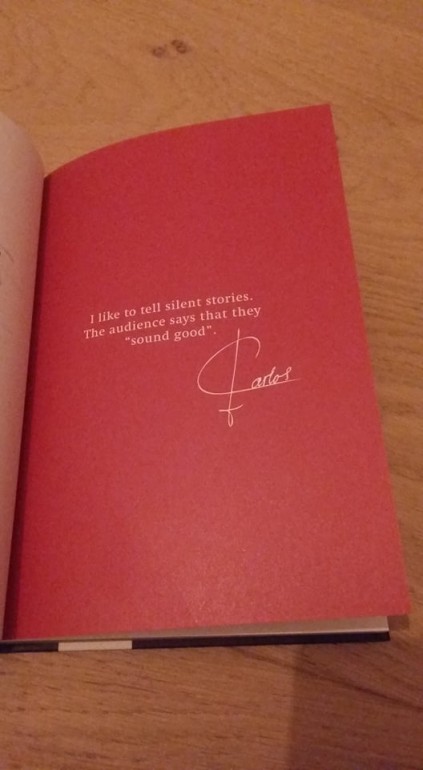 I like to tell silent stories.
The audience says that they
"sound good".
Carlos